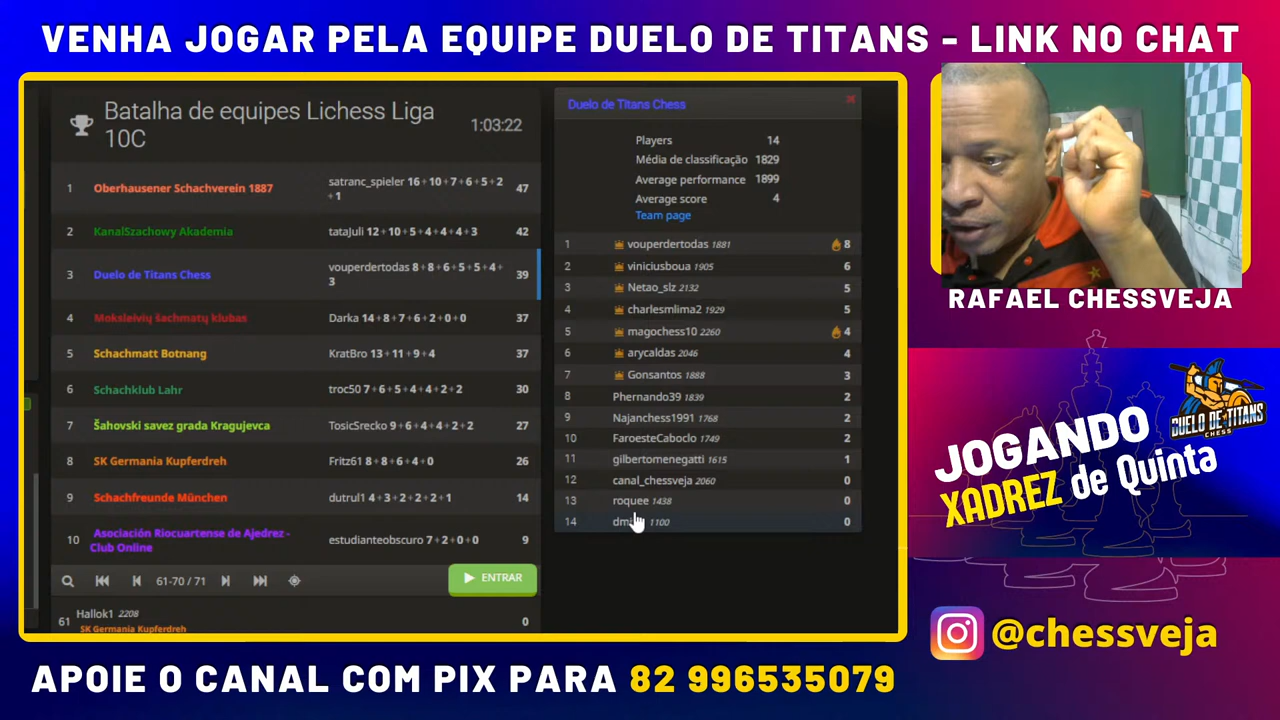 VENHA JOGAR PELA EQUIPE DUELO DE TITANS - LINK NO CHAT
Batalha de equipes Lichess Liga
10C
1:03:22
1 Oberhausener Schachverein 1887 satranc_spieler 16+10+7+6+5+2
+1 47
2 KanalSzachowy Akademia tataJuli 12+10+5+4+4+4+3 42
3 Duelo de Titans Chess vouperdertodas 8+8+6+5+5+4+
3 39
4 Moksleivių šachmatų klubas Darka 14+8+7+6+2+0+0 37
5 Schachmatt Botnang KratBro 13+11+9+4 37
6 Schachklub Lahr troc50 7+6+5+4+4+2+2 30
7 Šahovski savez grada Kragujevca TosicSrecko 9+6+4+4+2+2 27
8 SK Germania Kupferdreh Fritz61 8+8+6+4+0 26
9 Schachfreunde München dutrul1 4+3+2+2+2+1 14
10 Asociación Riocuartense de Ajedrez -
Club Online estudianteobscuro 7+2+0+0 9
61-70 / 71
ENTRAR
61 Hallok1 2208 0
SK Germania Kupferdreh
Duelo de Titans Chess
Players 14
Média de classificação 1829
Average performance 1899
Average score 4
Team page
1 vouperdertodas 1881 8
2 viniciusboua 1905 6
3 Netao_slz 2132 5
4 charlesmlima2 1929 5
5 magochess10 2260 4
6 arycaldas 2046 4
7 Gonsantos 1888 3
8 Phernando39 1839 2
9 Najanchess1991 1768 2
10 FaroesteCaboclo 1749 2
11 gilbertomenegatti 1615 1
12 canal_chessveja 2060 0
13 roquee 1438 0
14 1100 0
RAFAEL CHESSVEJA
JOGANDO
XADREZ de Quinta
DUELO DE TITANS
CHESS
@chessveja
APOIE O CANAL COM PIX PARA 82 996535079